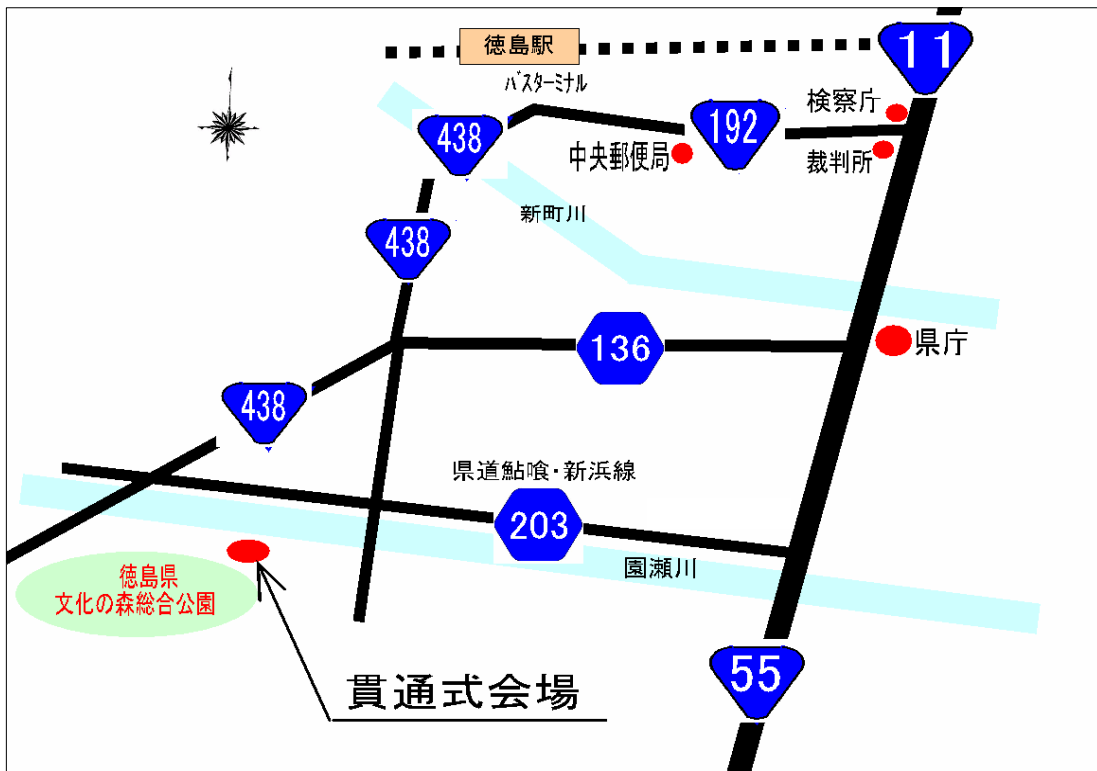 徳島駅
11
バスターミナル
検察庁
438
192
中央郵便局
裁判所
新町川
438
136
県庁
438
県道鮎喰・新浜線
203
園瀬川
徳島県
文化の森総合公園
55
貫通式会場